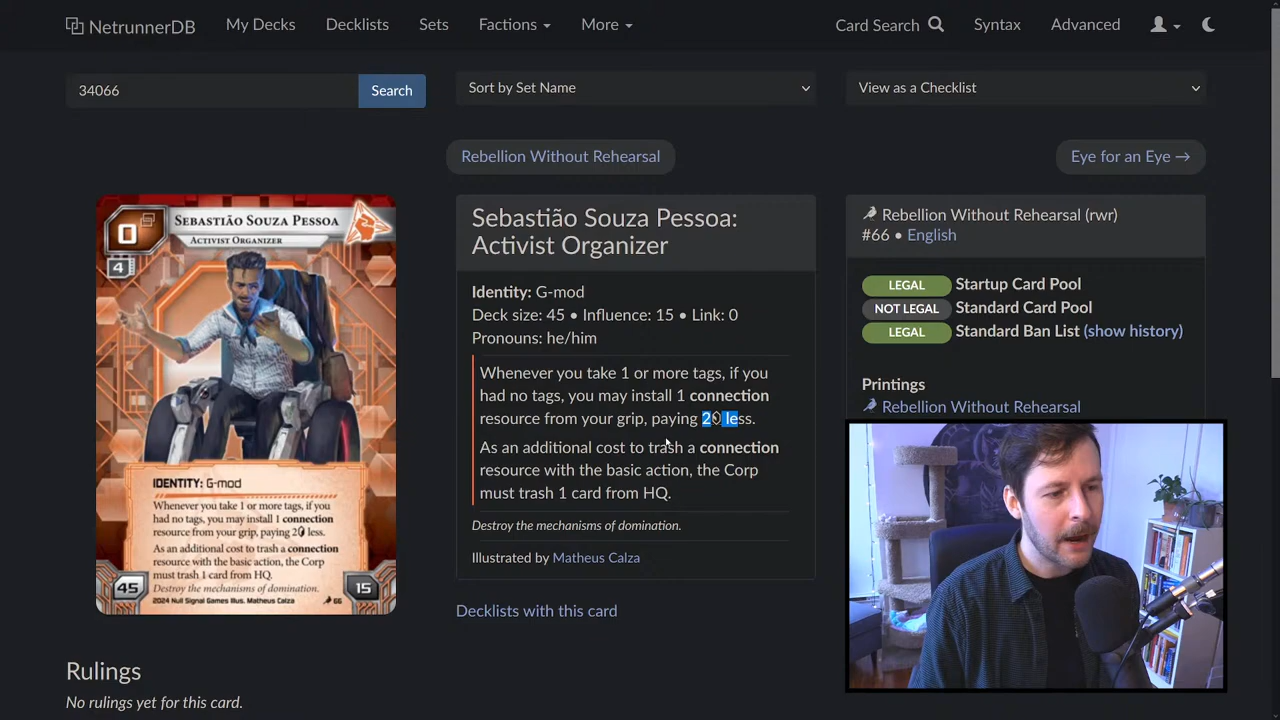 NetrunnerDB
My Decks
Decklists
Sets
Factions
More
Card Search
Syntax
Advanced
34066
Search
Sort by Set Name
View as a Checklist
Rebellion Without Rehearsal
Eye for an Eye →
0
SEBASTIÃO SOUZA PESSOA
ACTIVIST ORGANIZER
4
IDENTITY: G-mod
Whenever you take 1 or more tags, if you
had no tags, you may install 1 connection
resource from your grip, paying 2 less.
As an additional cost to trash a connection
resource with the basic action, the Corp
must trash 1 card from HQ.
Destroy the mechanisms of domination.
2024 Null Signal Games Illus. Matheus Calza
66
45
15
Sebastião Souza Pessoa:
Activist Organizer
Identity: G-mod
Deck size: 45 • Influence: 15 • Link: 0
Pronouns: he/him
Whenever you take 1 or more tags, if you
had no tags, you may install 1 connection
resource from your grip, paying 2 less.
As an additional cost to trash a connection
resource with the basic action, the Corp
must trash 1 card from HQ.
Destroy the mechanisms of domination.
Illustrated by Matheus Calza
Decklists with this card
Rebellion Without Rehearsal (rwr)
#66 • English
LEGAL Startup Card Pool
NOT LEGAL Standard Card Pool
LEGAL Standard Ban List (show history)
Printings
Rebellion Without Rehearsal
Rulings
No rulings yet for this card.